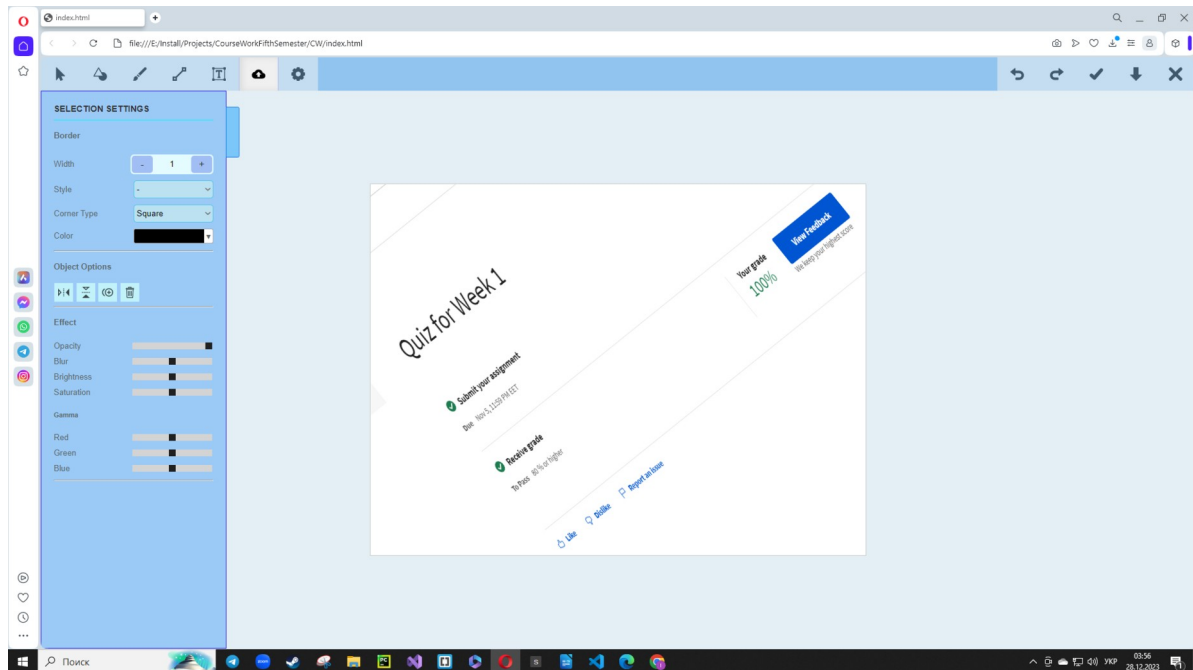 index.html
file:///E:/Install/Projects/CourseWorkFifthSemester/CW/index.html
SELECTION SETTINGS
Border
Width - 1 +
Style -
Corner Type Square
Color
Object Options
Effect
Opacity
Blur
Brightness
Saturation
Gamma
Red
Green
Blue
Quiz for Week 1
Submit your assignment
Due Nov 5, 11:59 PM EET
Receive grade
To Pass 80 % or higher
Your grade
100%
View Feedback
We keep your highest score
Like
Dislike
Report an issue
Поиск
УКР
03:56
28.12.2023